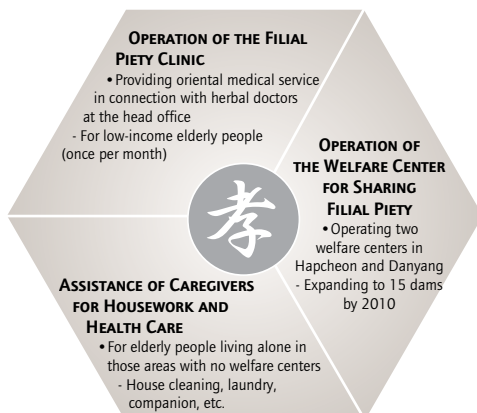 OPERATION OF THE FILIAL
PIETY CLINIC
• Providing oriental medical service
in connection with herbal doctors
at the head office
- For low-income elderly people
(once per month)
OPERATION OF
THE WELFARE CENTER
FOR SHARING
FILIAL PIETY
• Operating two
welfare centers in
Hapcheon and Danyang
- Expanding to 15 dams
by 2010
孝
ASSISTANCE OF CAREGIVERS
FOR HOUSEWORK AND
HEALTH CARE
• For elderly people living alone in
those areas with no welfare centers
- House cleaning, laundry,
companion, etc.